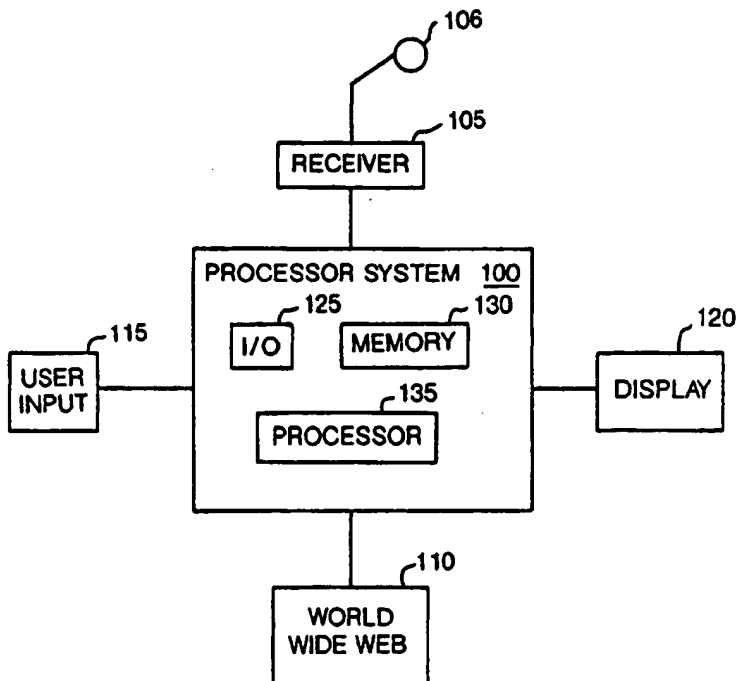 106
105
RECEIVER
PROCESSOR SYSTEM 100
125
130
I/O
MEMORY
115
USER
INPUT
120
DISPLAY
135
PROCESSOR
110
WORLD
WIDE WEB